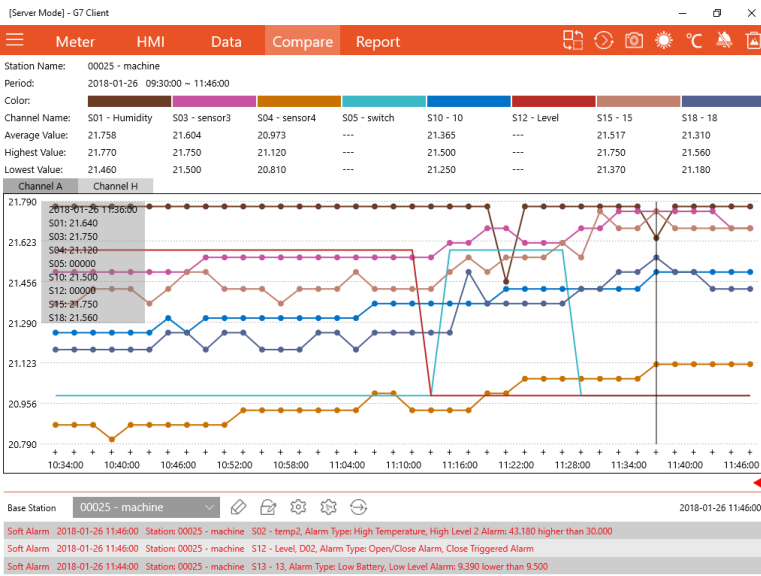 [Server Mode] - G7 Client
Meter HMI Data Compare Report °C
Station Name: 00025 - machine
Period: 2018-01-26 09:30:00 ~ 11:46:00
Color:
Channel Name: S01 - Humidity S03 - sensor3 S04 - sensor4 S05 - switch S10 - 10 S12 - Level S15 - 15 S18 - 18
Average Value: 21.758 21.604 20.973 --- 21.365 --- 21.517 21.310
Highest Value: 21.770 21.750 21.120 --- 21.500 --- 21.750 21.560
Lowest Value: 21.460 21.500 20.810 --- 21.250 --- 21.370 21.180
Channel A Channel H
21.790
21.623
21.456
21.290
21.123
20.956
20.790
2018-01-26 11:36:00
S01: 21.640
S03: 21.750
S04: 21.120
S05: 00000
S10: 21.500
S12: 00000
S15: 21.750
S18: 21.560
10:34:00 10:40:00 10:46:00 10:52:00 10:58:00 11:04:00 11:10:00 11:16:00 11:22:00 11:28:00 11:34:00 11:40:00 11:46:00
Base Station 00025 - machine 2018-01-26 11:46:00
Soft Alarm 2018-01-26 11:46:00 Station: 00025 - machine S02 - temp2, Alarm Type: High Temperature, High Level 2 Alarm: 43.180 higher than 30.000
Soft Alarm 2018-01-26 11:46:00 Station: 00025 - machine S12 - Level, D02, Alarm Type: Open/Close Alarm, Close Triggered Alarm
Soft Alarm 2018-01-26 11:44:00 Station: 00025 - machine S13 - 13, Alarm Type: Low Battery, Low Level Alarm: 9.390 lower than 9.500